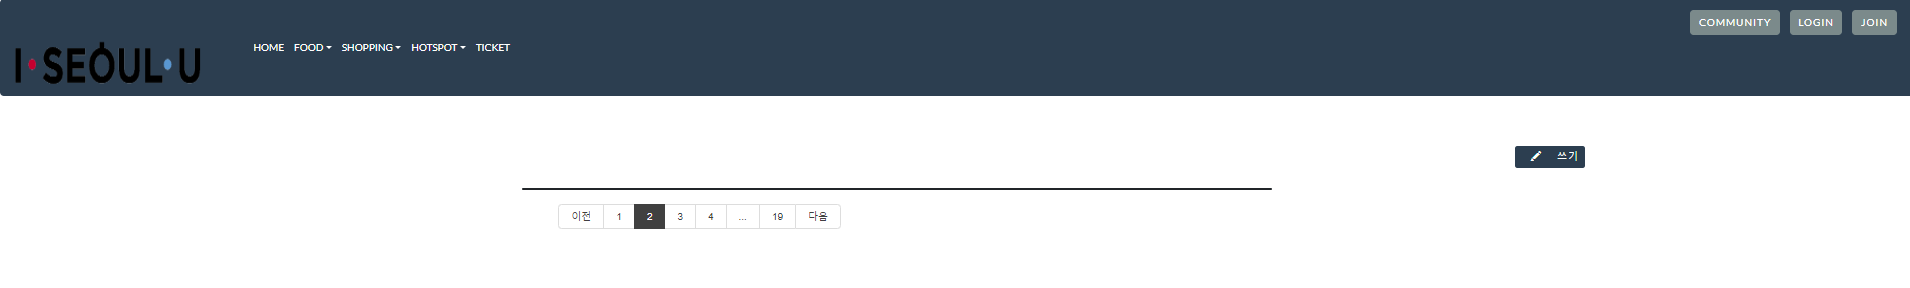 COMMUNITY LOGIN JOIN
HOME FOOD SHOPPING HOTSPOT TICKET
I·SEOUL·U
쓰기
이전 1 2 3 4 ... 19 다음